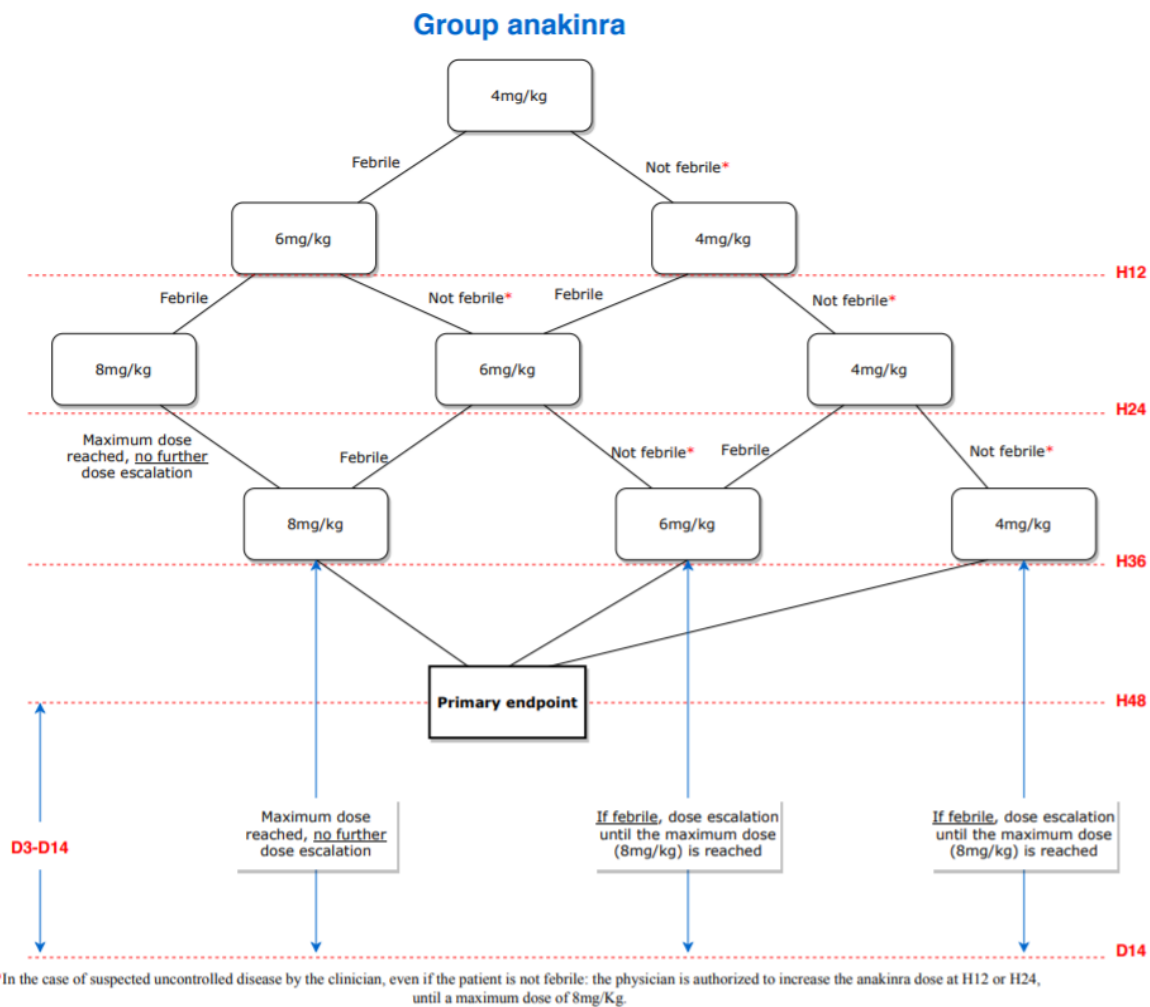 Group anakinra
4mg/kg
Febrile
Not febrile*
6mg/kg
4mg/kg
H12
Febrile
Not febrile*
Febrile
Not febrile*
8mg/kg
6mg/kg
4mg/kg
H24
Maximum dose
reached, no further
dose escalation
Febrile
Not febrile*
Febrile
Not febrile*
8mg/kg
6mg/kg
4mg/kg
H36
Primary endpoint
H48
D3-D14
Maximum dose
reached, no further
dose escalation
If febrile, dose escalation
until the maximum dose
(8mg/kg) is reached
If febrile, dose escalation
until the maximum dose
(8mg/kg) is reached
D14
*In the case of suspected uncontrolled disease by the clinician, even if the patient is not febrile: the physician is authorized to increase the anakinra dose at H12 or H24,
until a maximum dose of 8mg/Kg.